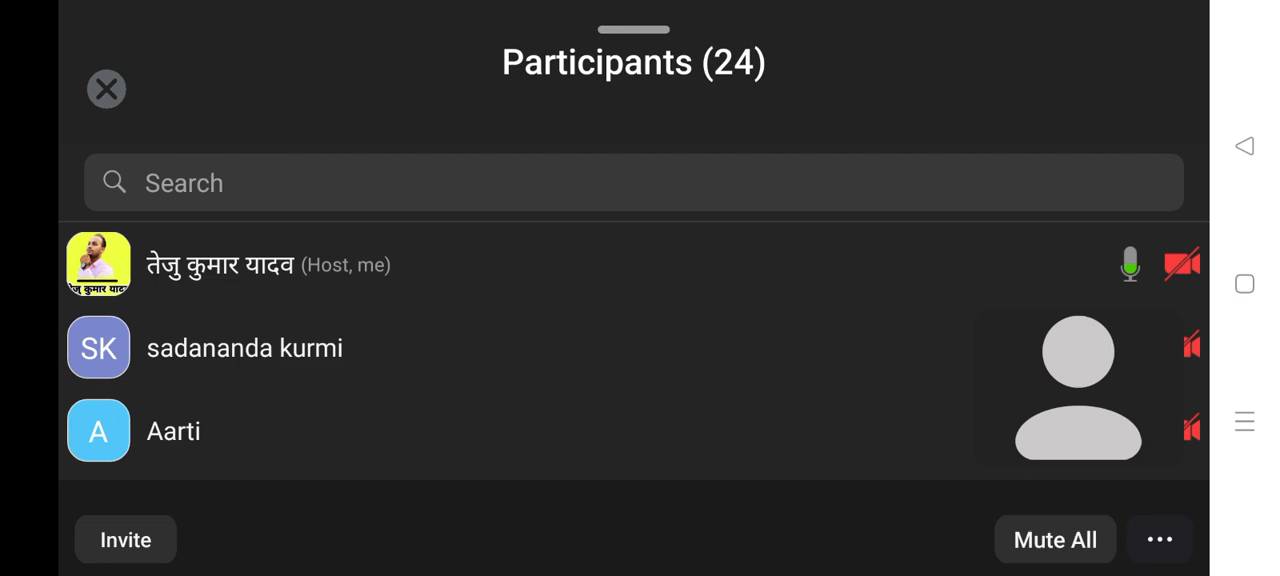 Participants (24)
Search
तेजु कुमार यादव (Host, me)
SK sadananda kurmi
A Aarti
Invite
Mute All